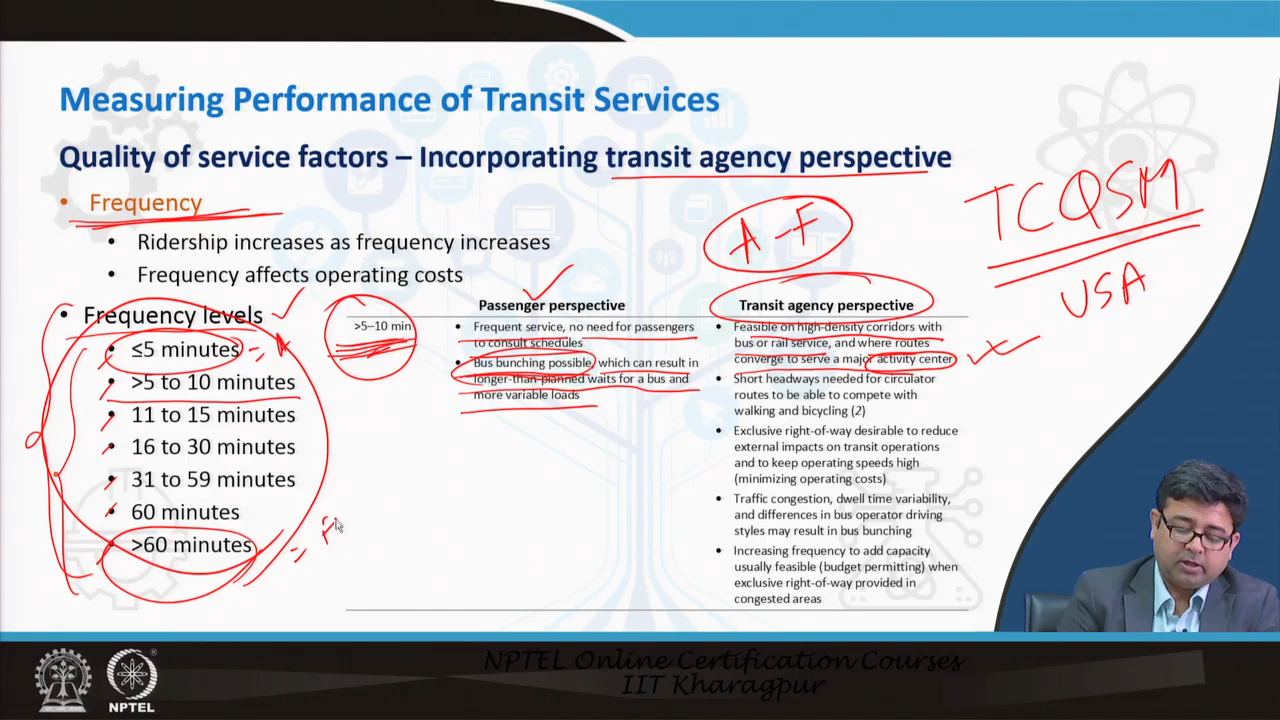 Measuring Performance of Transit Services
Quality of service factors – Incorporating transit agency perspective
• Frequency
• Ridership increases as frequency increases
• Frequency affects operating costs
• Frequency levels
• ≤5 minutes = A
• >5 to 10 minutes
• 11 to 15 minutes
• 16 to 30 minutes
• 31 to 59 minutes
• 60 minutes
• >60 minutes = F
A - F
TCQSM
USA
>5–10 min
Passenger perspective
• Frequent service, no need for passengers
to consult schedules
• Bus bunching possible, which can result in
longer-than-planned waits for a bus and
more variable loads
Transit agency perspective
• Feasible on high-density corridors with
bus or rail service, and where routes
converge to serve a major activity center
• Short headways needed for circulator
routes to be able to compete with
walking and bicycling (2)
• Exclusive right-of-way desirable to reduce
external impacts on transit operations
and to keep operating speeds high
(minimizing operating costs)
• Traffic congestion, dwell time variability,
and differences in bus operator driving
styles may result in bus bunching
• Increasing frequency to add capacity
usually feasible (budget permitting) when
exclusive right-of-way provided in
congested areas
NPTEL
NPTEL Online Certification Courses
IIT Kharagpur